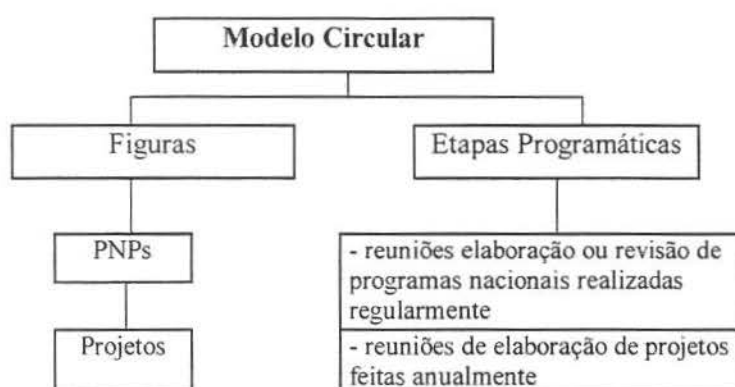 Modelo Circular
Figuras
Etapas Programáticas
PNPs
- reuniões elaboração ou revisão de
programas nacionais realizadas
regularmente
Projetos
- reuniões de elaboração de projetos
feitas anualmente